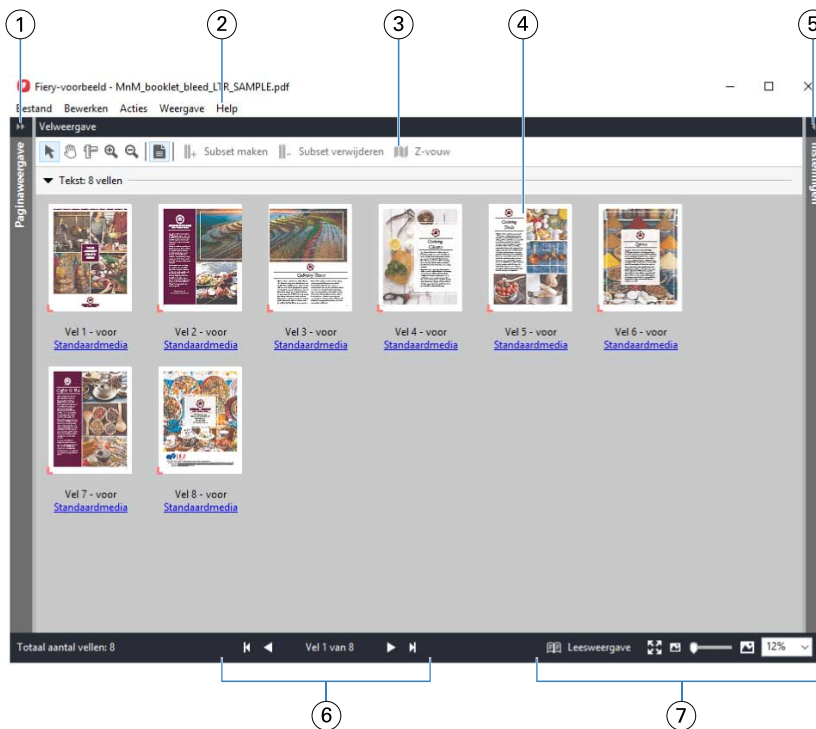 1 2 3 4 5
Fiery-voorbeeld - MnM_booklet_bleed_LTR_SAMPLE.pdf
Bestand Bewerken Acties Weergave Help
Velweergave
Paginaweergave
Subset maken Subset verwijderen Z-vouw
Instellingen
Tekst: 8 vellen
Vel 1 - voor Vel 2 - voor Vel 3 - voor Vel 4 - voor Vel 5 - voor Vel 6 - voor
Standaardmedia Standaardmedia Standaardmedia Standaardmedia Standaardmedia Standaardmedia
Vel 7 - voor Vel 8 - voor
Standaardmedia Standaardmedia
Totaal aantal vellen: 8 Vel 1 van 8 Leesweergave 12%
6 7